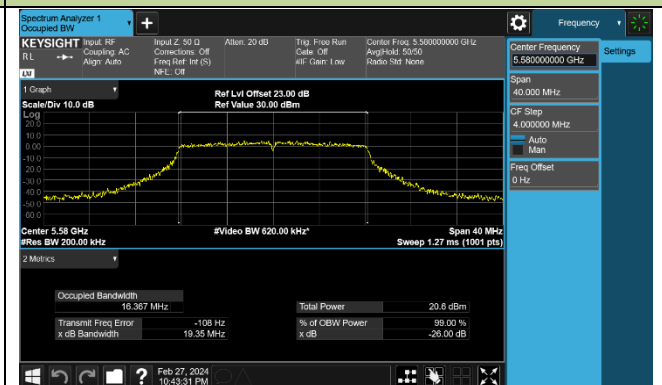 Spectrum Analyzer 1
Occupied BW
Frequency
KEYSIGHT
Input: RF
Coupling: AC
Align: Auto
RL
LXI
Input Z: 50 Ω
Corrections: Off
Freq Ref: Int (S)
NFE: Off
Atten: 20 dB
Trig: Free Run
Gate: Off
#IF Gain: Low
Center Freq: 5.580000000 GHz
Avg|Hold: 50/50
Radio Std: None
Center Frequency
5.580000000 GHz
Settings
Span
40.000 MHz
CF Step
4.000000 MHz
Auto
Man
Freq Offset
0 Hz
1 Graph
Scale/Div 10.0 dB
Ref Lvl Offset 23.00 dB
Ref Value 30.00 dBm
Log
20.0
10.0
0.00
-10.0
-20.0
-30.0
-40.0
-50.0
-60.0
Center 5.58 GHz
#Res BW 200.00 kHz
#Video BW 620.00 kHz*
Span 40 MHz
Sweep 1.27 ms (1001 pts)
2 Metrics
Occupied Bandwidth
16.367 MHz
Total Power 20.6 dBm
Transmit Freq Error -108 Hz
% of OBW Power 99.00 %
x dB Bandwidth 19.35 MHz
x dB -26.00 dB
?
Feb 27, 2024
10:43:31 PM